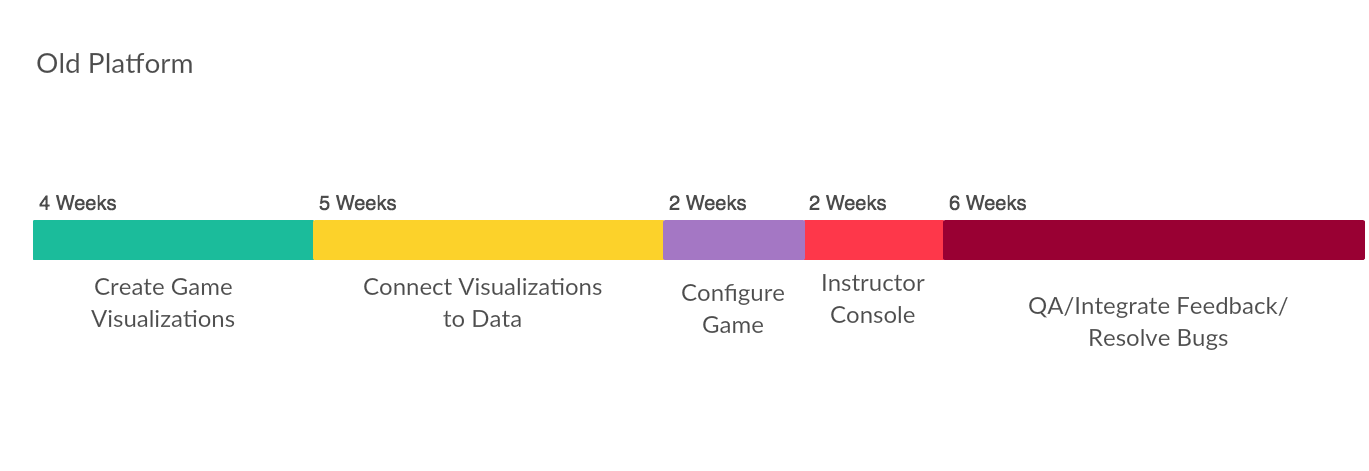 Old Platform
4 Weeks
5 Weeks
2 Weeks
2 Weeks
6 Weeks
Create Game
Visualizations
Connect Visualizations
to Data
Configure
Game
Instructor
Console
QA/Integrate Feedback/
Resolve Bugs